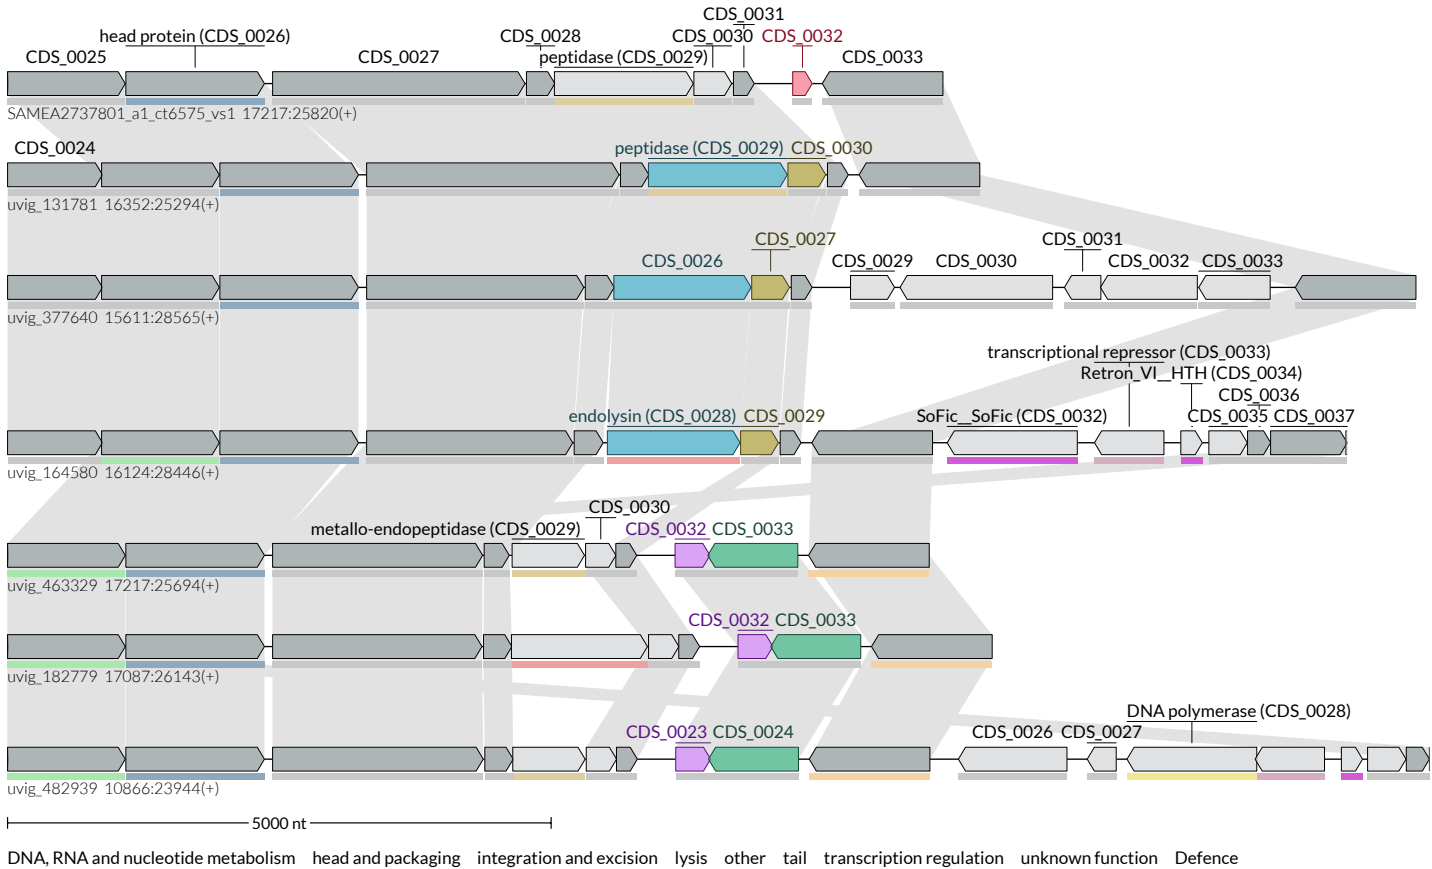 CDS_0031
head protein (CDS_0026) CDS_0028 CDS_0030 CDS_0032
CDS_0025 CDS_0027 peptidase (CDS_0029) CDS_0033
SAMEA2737801_a1_ct6575_vs1 17217:25820(+)
CDS_0024 peptidase (CDS_0029) CDS_0030
uvig_131781 16352:25294(+)
CDS_0027 CDS_0031
CDS_0026 CDS_0029 CDS_0030 CDS_0032 CDS_0033
uvig_377640 15611:28565(+)
transcriptional repressor (CDS_0033)
Retron_VI__HTH (CDS_0034)
CDS_0036
endolysin (CDS_0028) CDS_0029 SoFic__SoFic (CDS_0032) CDS_0035 CDS_0037
uvig_164580 16124:28446(+)
CDS_0030
metallo-endopeptidase (CDS_0029) CDS_0032 CDS_0033
uvig_463329 17217:25694(+)
CDS_0032 CDS_0033
uvig_182779 17087:26143(+)
DNA polymerase (CDS_0028)
CDS_0023 CDS_0024 CDS_0026 CDS_0027
uvig_482939 10866:23944(+)
5000 nt
DNA, RNA and nucleotide metabolism head and packaging integration and excision lysis other tail transcription regulation unknown function Defence